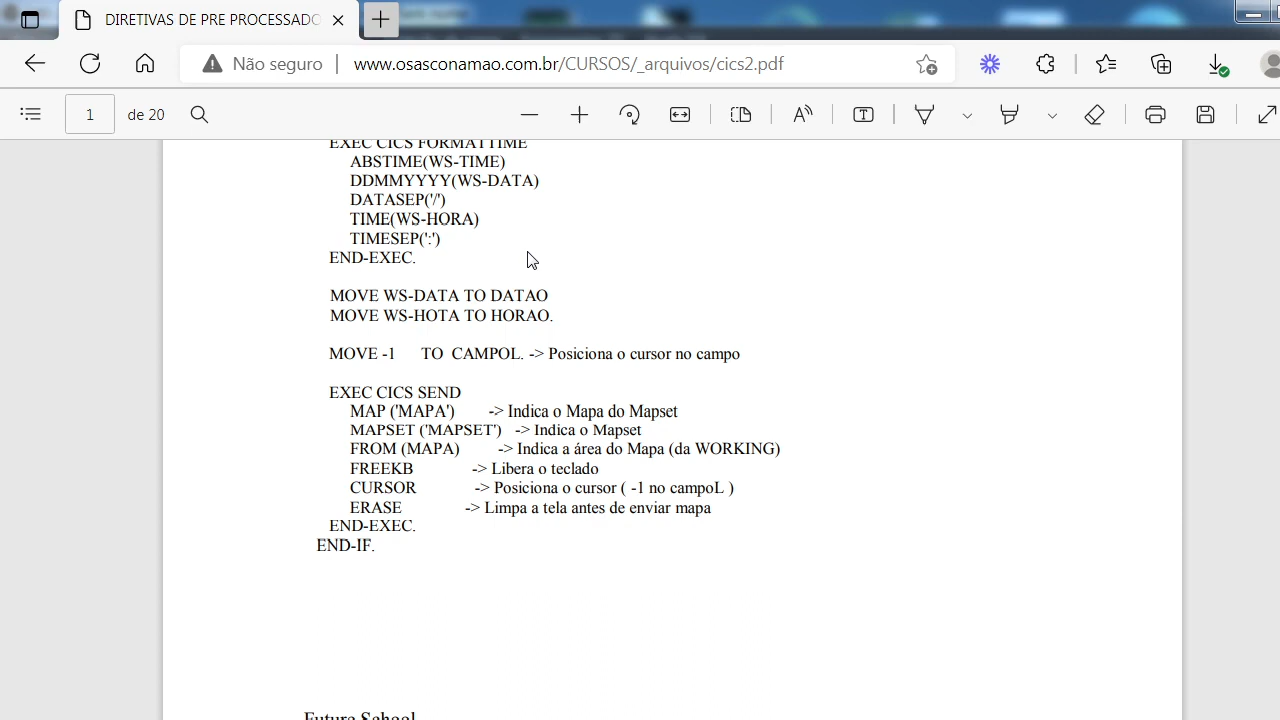 DIRETIVAS DE PRE PROCESSADO
Não seguro
www.osasconamao.com.br/CURSOS/_arquivos/cics2.pdf
1 de 20
EXEC CICS FORMATTIME
ABSTIME(WS-TIME)
DDMMYYYY(WS-DATA)
DATASEP('/')
TIME(WS-HORA)
TIMESEP(':')
END-EXEC.
MOVE WS-DATA TO DATAO
MOVE WS-HOTA TO HORAO.
MOVE -1 TO CAMPOL. -> Posiciona o cursor no campo
EXEC CICS SEND
MAP ('MAPA') -> Indica o Mapa do Mapset
MAPSET ('MAPSET') -> Indica o Mapset
FROM (MAPA) -> Indica a área do Mapa (da WORKING)
FREEKB -> Libera o teclado
CURSOR -> Posiciona o cursor ( -1 no campoL )
ERASE -> Limpa a tela antes de enviar mapa
END-EXEC.
END-IF.
Future School